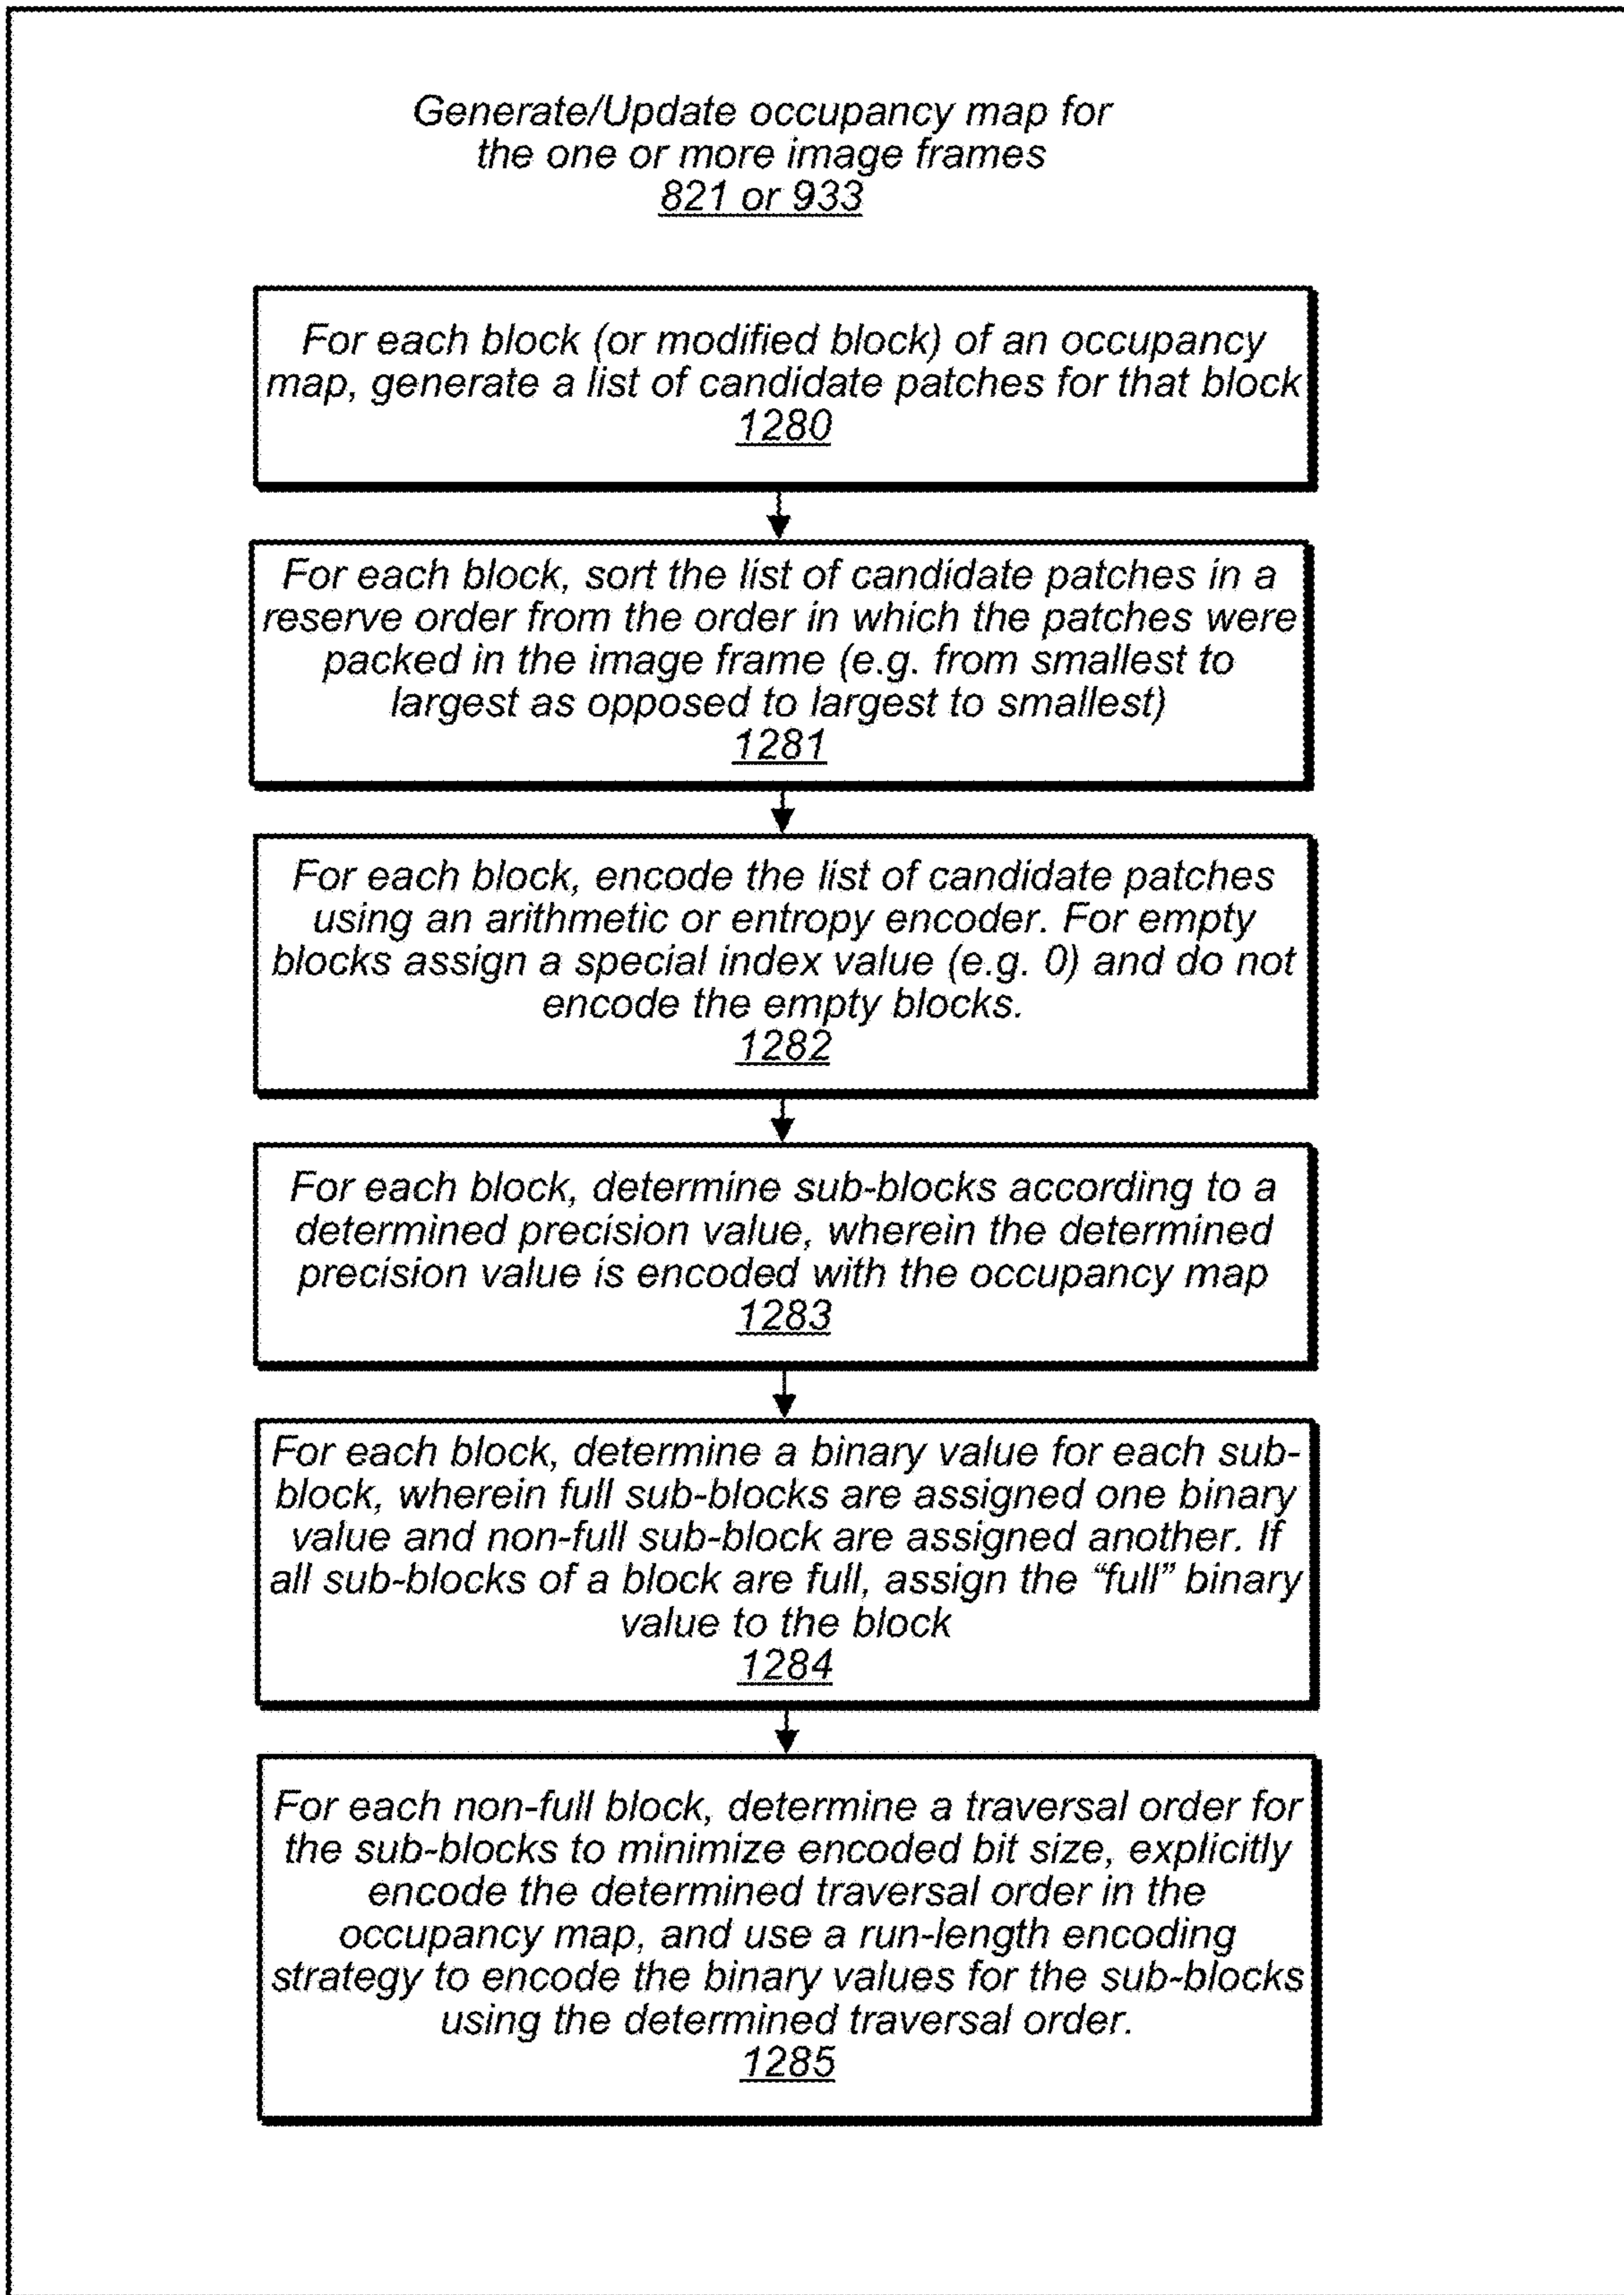 Generate/Update occupancy map for
the one or more image frames
821 or 933
For each block (or modified block) of an occupancy
map, generate a list of candidate patches for that block
1280
For each block, sort the list of candidate patches in a
reserve order from the order in which the patches were
packed in the image frame (e.g. from smallest to
largest as opposed to largest to smallest)
1281
For each block, encode the list of candidate patches
using an arithmetic or entropy encoder. For empty
blocks assign a special index value (e.g. 0) and do not
encode the empty blocks.
1282
For each block, determine sub-blocks according to a
determined precision value, wherein the determined
precision value is encoded with the occupancy map
1283
For each block, determine a binary value for each sub-
block, wherein full sub-blocks are assigned one binary
value and non-full sub-block are assigned another. If
all sub-blocks of a block are full, assign the “full” binary
value to the block
1284
For each non-full block, determine a traversal order for
the sub-blocks to minimize encoded bit size, explicitly
encode the determined traversal order in the
occupancy map, and use a run-length encoding
strategy to encode the binary values for the sub-blocks
using the determined traversal order.
1285